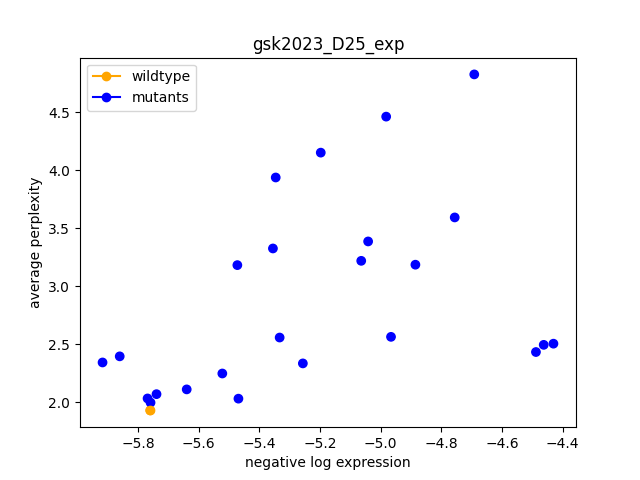 gsk2023_D25_exp
wildtype
mutants
average perplexity
4.5
4.0
3.5
3.0
2.5
2.0
−5.8 −5.6 −5.4 −5.2 −5.0 −4.8 −4.6 −4.4
negative log expression